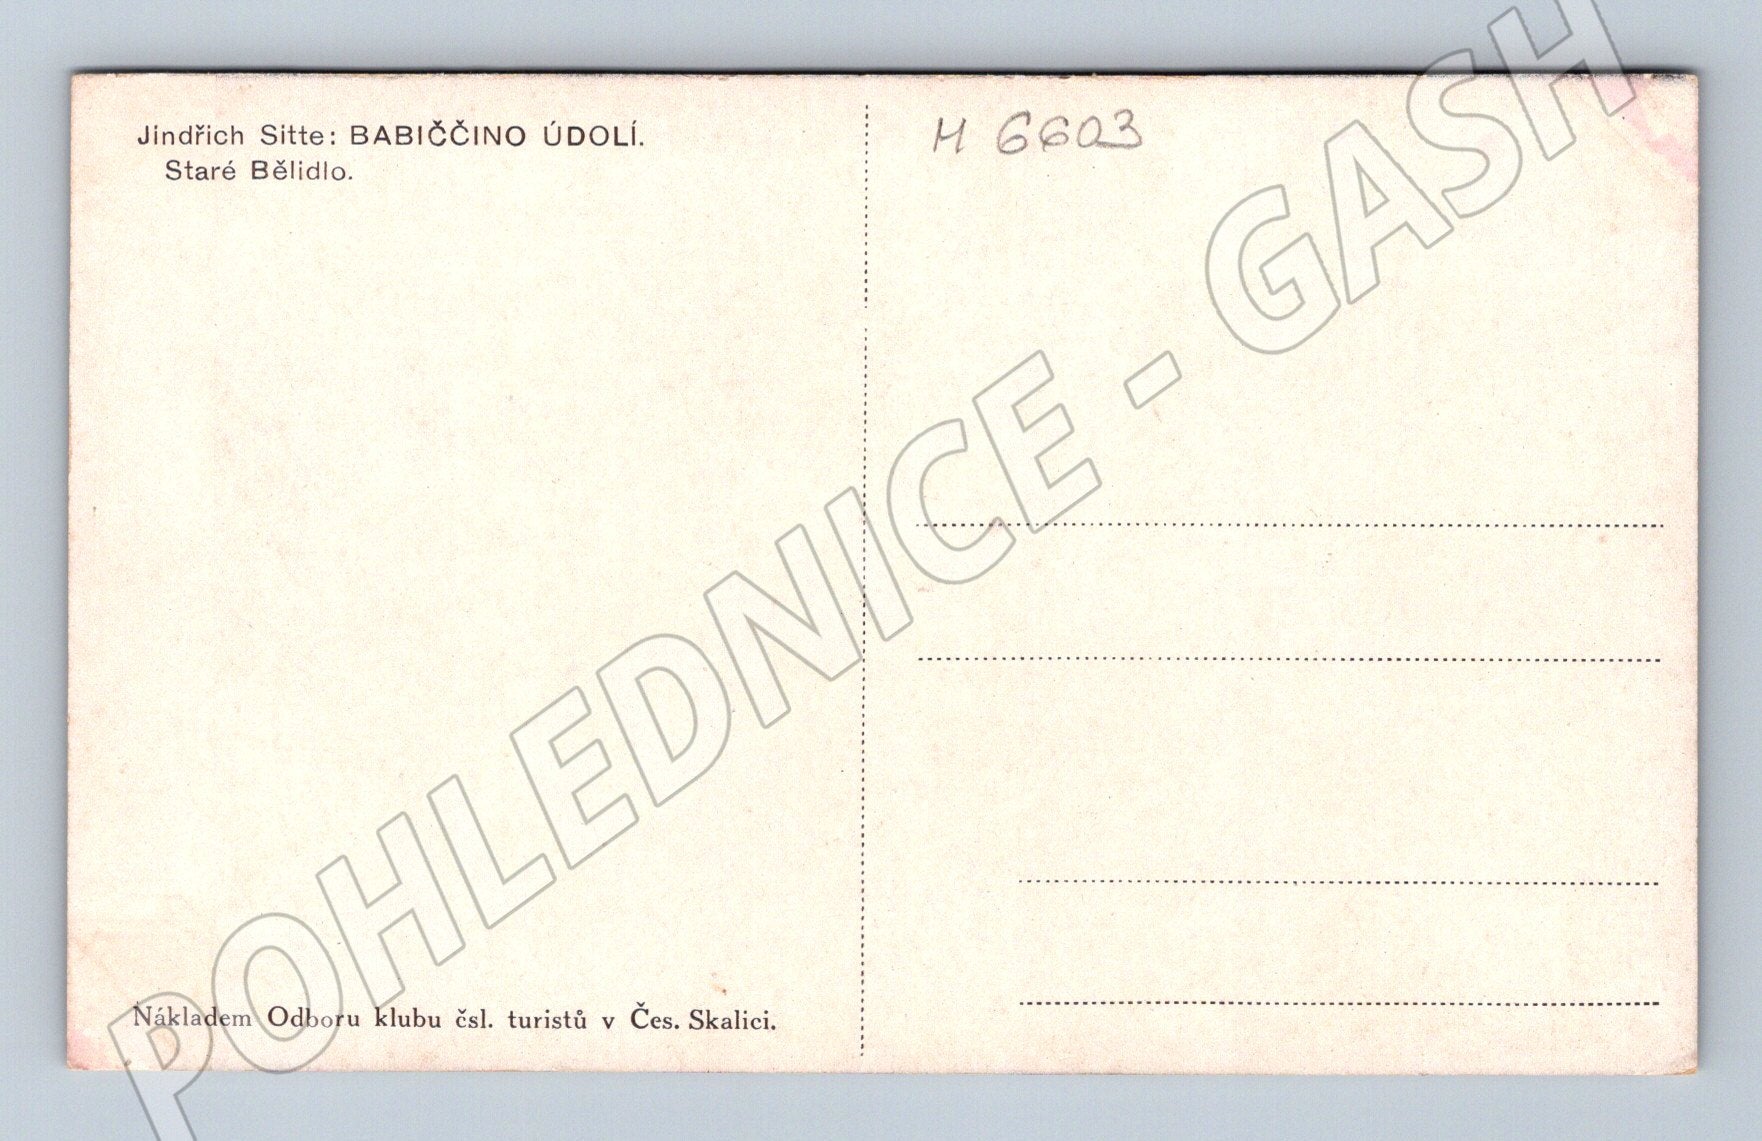 Jindřich Sitte: BABIČČINO ÚDOLÍ.
Staré Bělidlo.
H 6603
POHLEDNICE - GASH
Nákladem Odboru klubu čsl. turistů v Čes. Skalici.